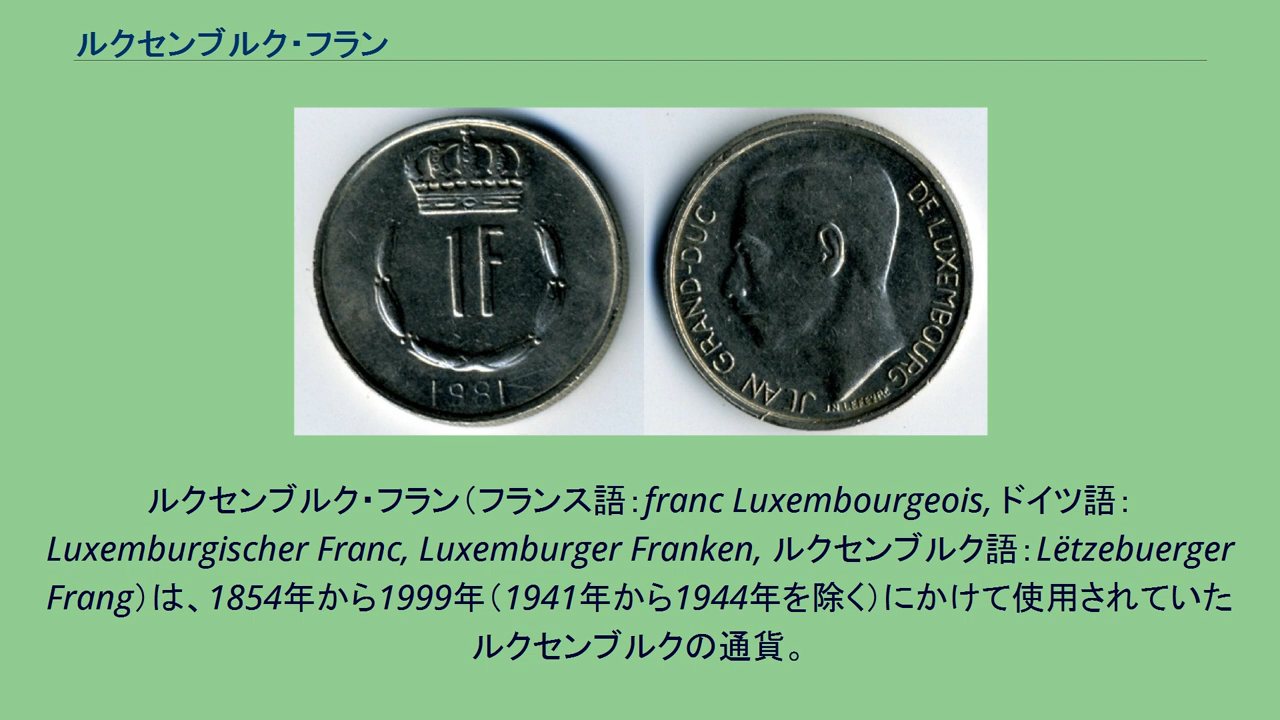 ルクセンブルク・フラン
1F
1981
JEAN GRAND-DUC DE LUXEMBOURG
ルクセンブルク・フラン（フランス語：franc Luxembourgeois, ドイツ語：
Luxemburgischer Franc, Luxemburger Franken, ルクセンブルク語：Lëtzebuerger
Frang）は、1854年から1999年（1941年から1944年を除く）にかけて使用されていた
ルクセンブルクの通貨。